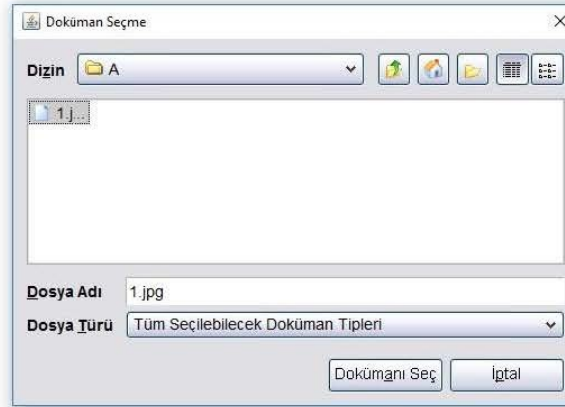 Doküman Seçme
Dizin A
1.j...
Dosya Adı 1.jpg
Dosya Türü Tüm Seçilebilecek Doküman Tipleri
Dokümanı Seç İptal